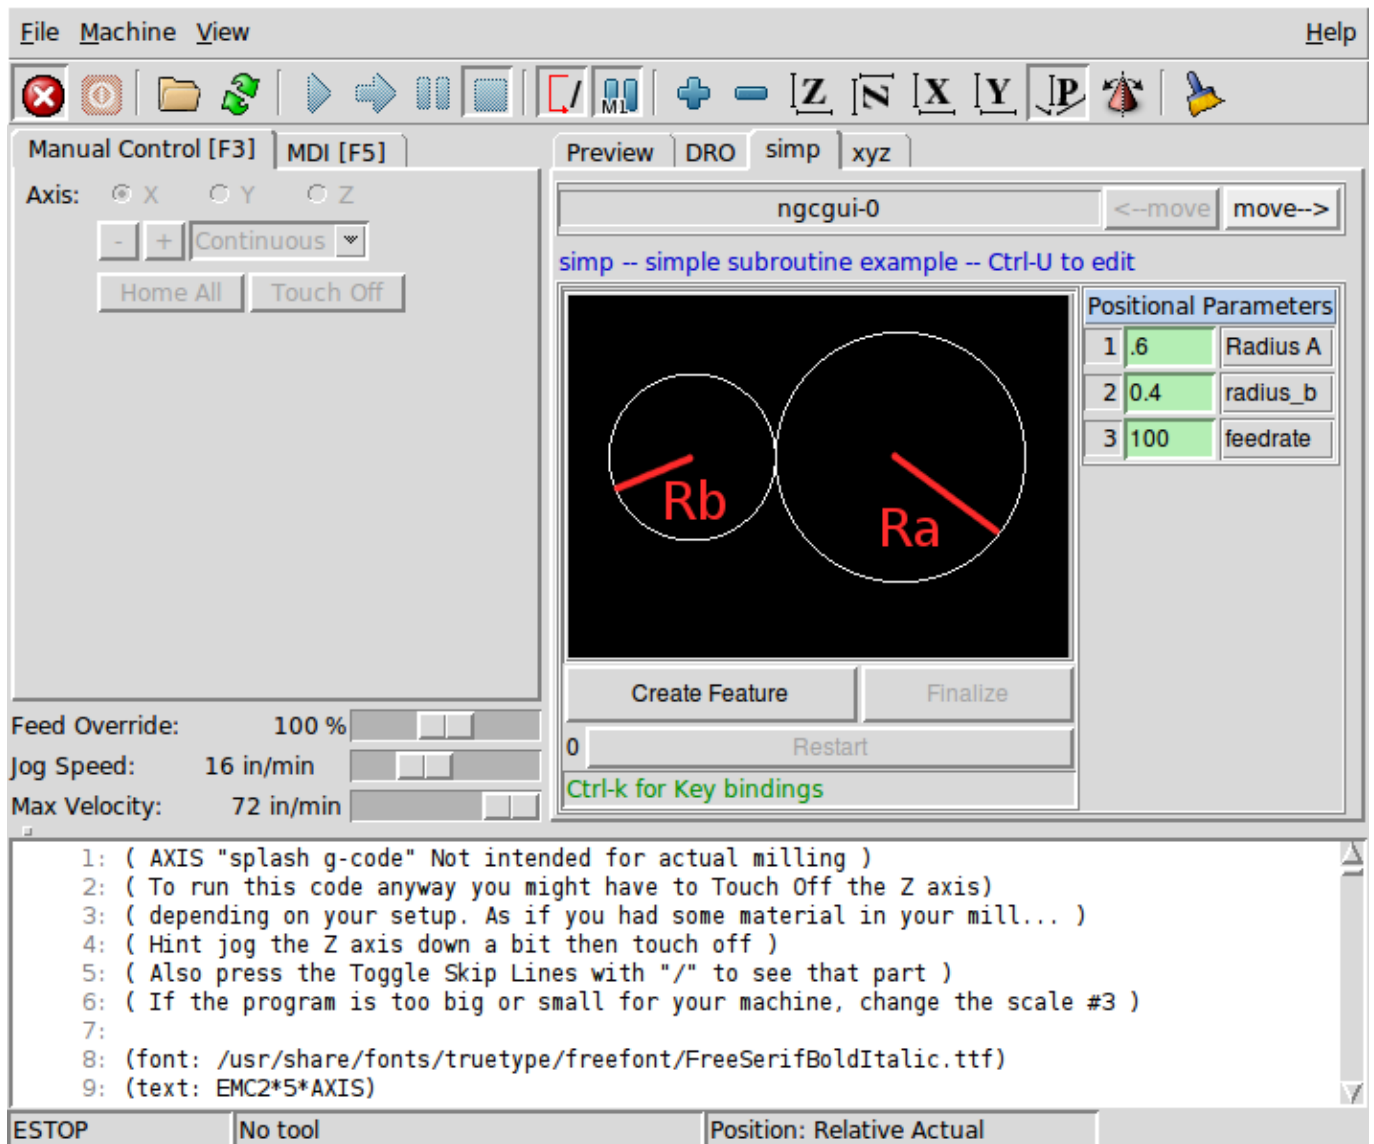 File Machine View Help
M1 Z N X Y P
Manual Control [F3] MDI [F5]
Preview DRO simp xyz
Axis: X Y Z
- + Continuous
Home All Touch Off
ngcgui-0 <--move move-->
simp -- simple subroutine example -- Ctrl-U to edit
Rb
Ra
Positional Parameters
1 .6 Radius A
2 0.4 radius_b
3 100 feedrate
Create Feature Finalize
0 Restart
Ctrl-k for Key bindings
Feed Override: 100 %
Jog Speed: 16 in/min
Max Velocity: 72 in/min
1: ( AXIS "splash g-code" Not intended for actual milling )
2: ( To run this code anyway you might have to Touch Off the Z axis)
3: ( depending on your setup. As if you had some material in your mill... )
4: ( Hint jog the Z axis down a bit then touch off )
5: ( Also press the Toggle Skip Lines with "/" to see that part )
6: ( If the program is too big or small for your machine, change the scale #3 )
7:
8: (font: /usr/share/fonts/truetype/freefont/FreeSerifBoldItalic.ttf)
9: (text: EMC2*5*AXIS)
ESTOP No tool Position: Relative Actual